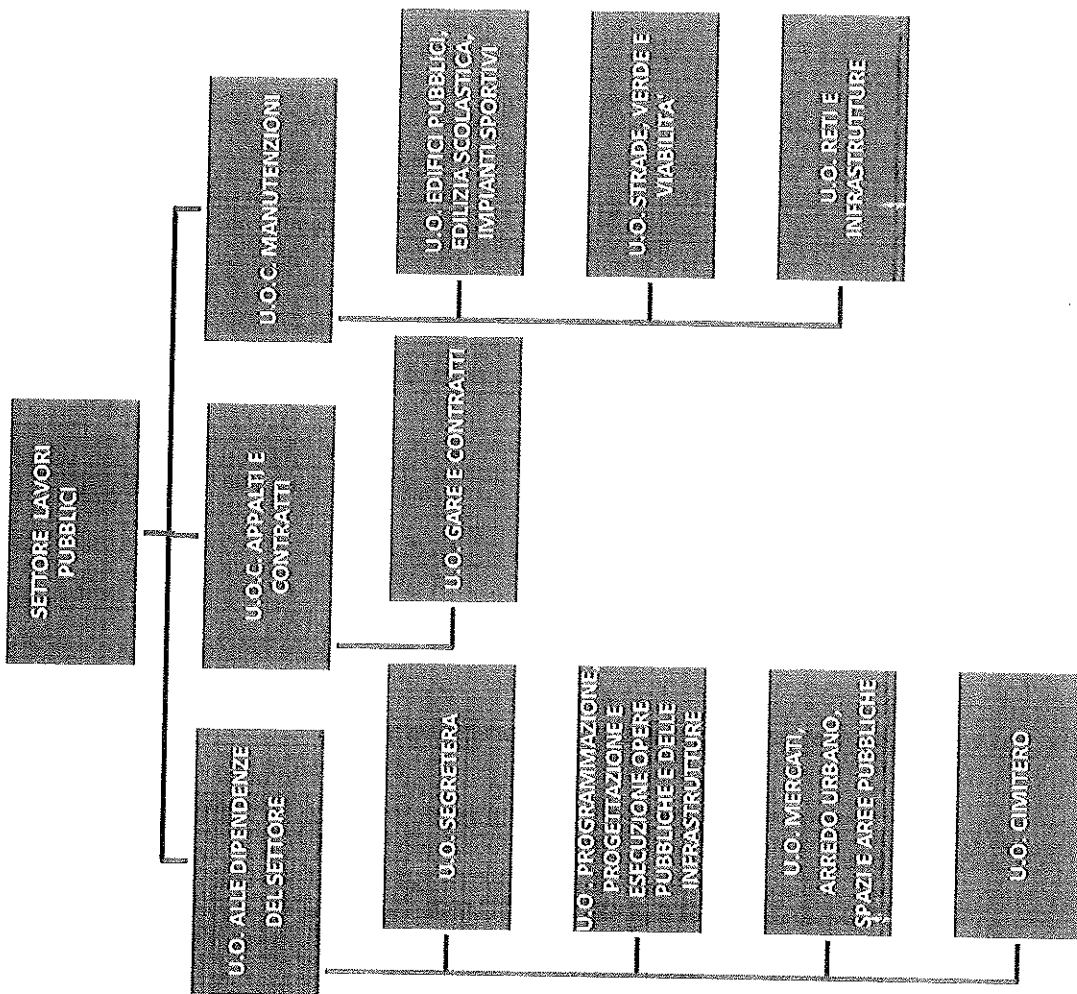 SETTORE LAVORI
PUBBLICI
U.O. ALLE DIPENDENZE
DEL SETTORE
U.O. SEGRETERA
U.O . PROGRAMMAZIONE,
PROGETTAZIONE E
ESECUZIONE OPERE
PUBBLICHE E DELLE
INFRASTRUTTURE
U.O. MERCATI,
ARREDO URBANO,
SPAZI E AREE PUBBLICHE
U.O. CIMITERO
U.O.C. APPALTI E
CONTRATTI
U.O. GARE E CONTRATTI
U.O.C. MANUTENZIONI
U.O. EDIFICI PUBBLICI,
EDILIZIA SCOLASTICA,
IMPIANTI SPORTIVI
U.O. STRADE, VERDE E
VIABILITA'
U.O. RETI E
INFRASTRUTTURE